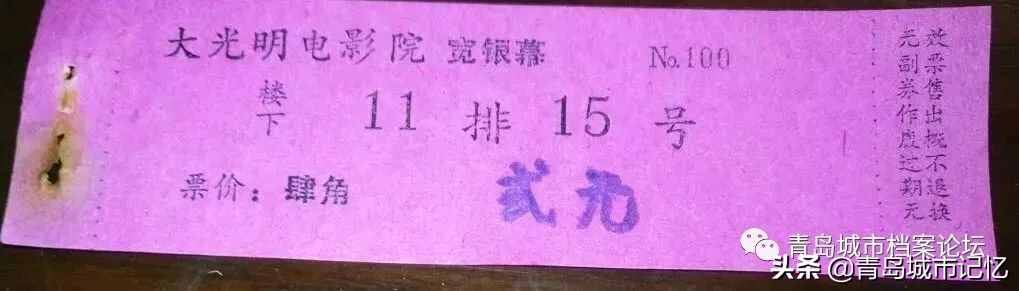 大光明电影院 宽银幕 No.100
楼下
11 排 15 号
票价：肆角
贰元
无副券作废过期无
效票售出概不退换
青岛城市档案论坛
头条 @青岛城市记忆